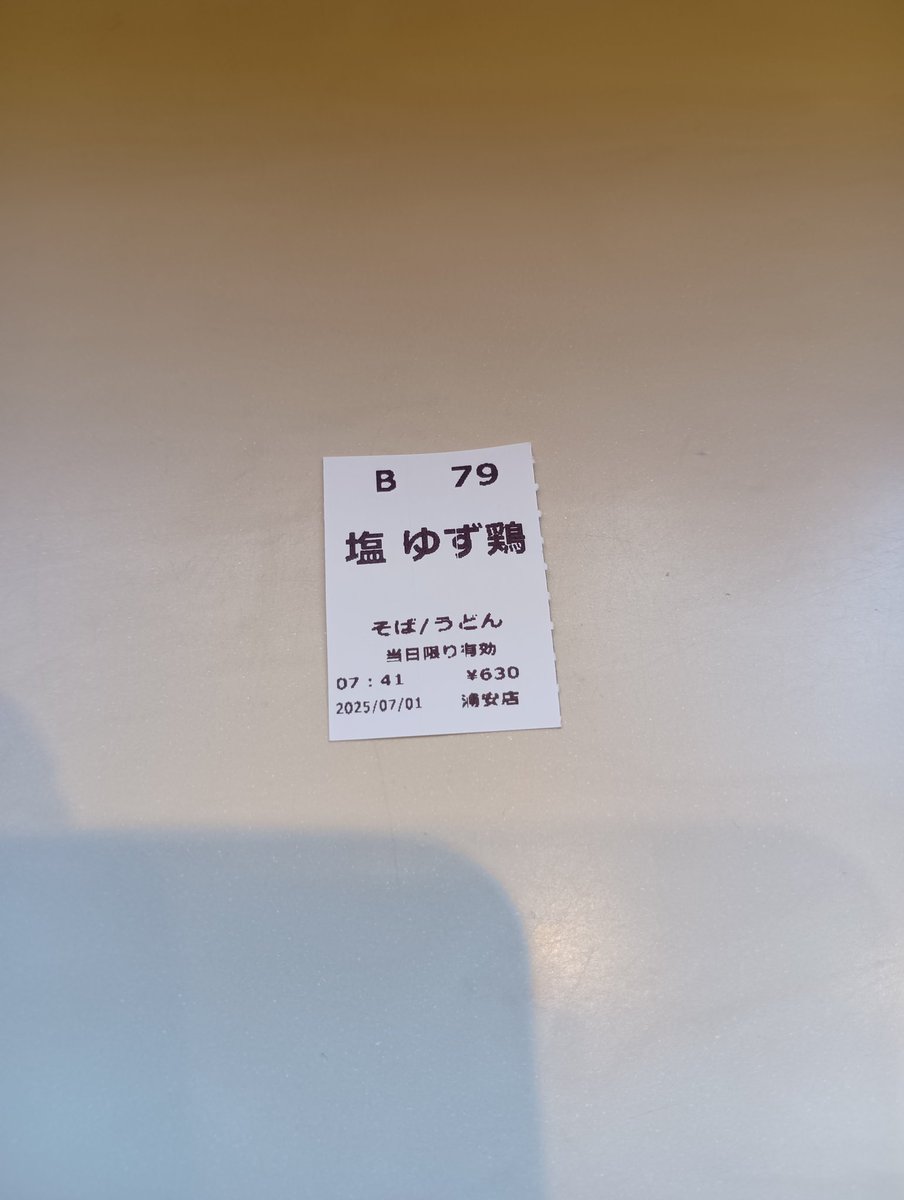 B 79
塩 ゆず鶏
そば/うどん
当日限り有効
07:41 ¥630
2025/07/01 浦安店